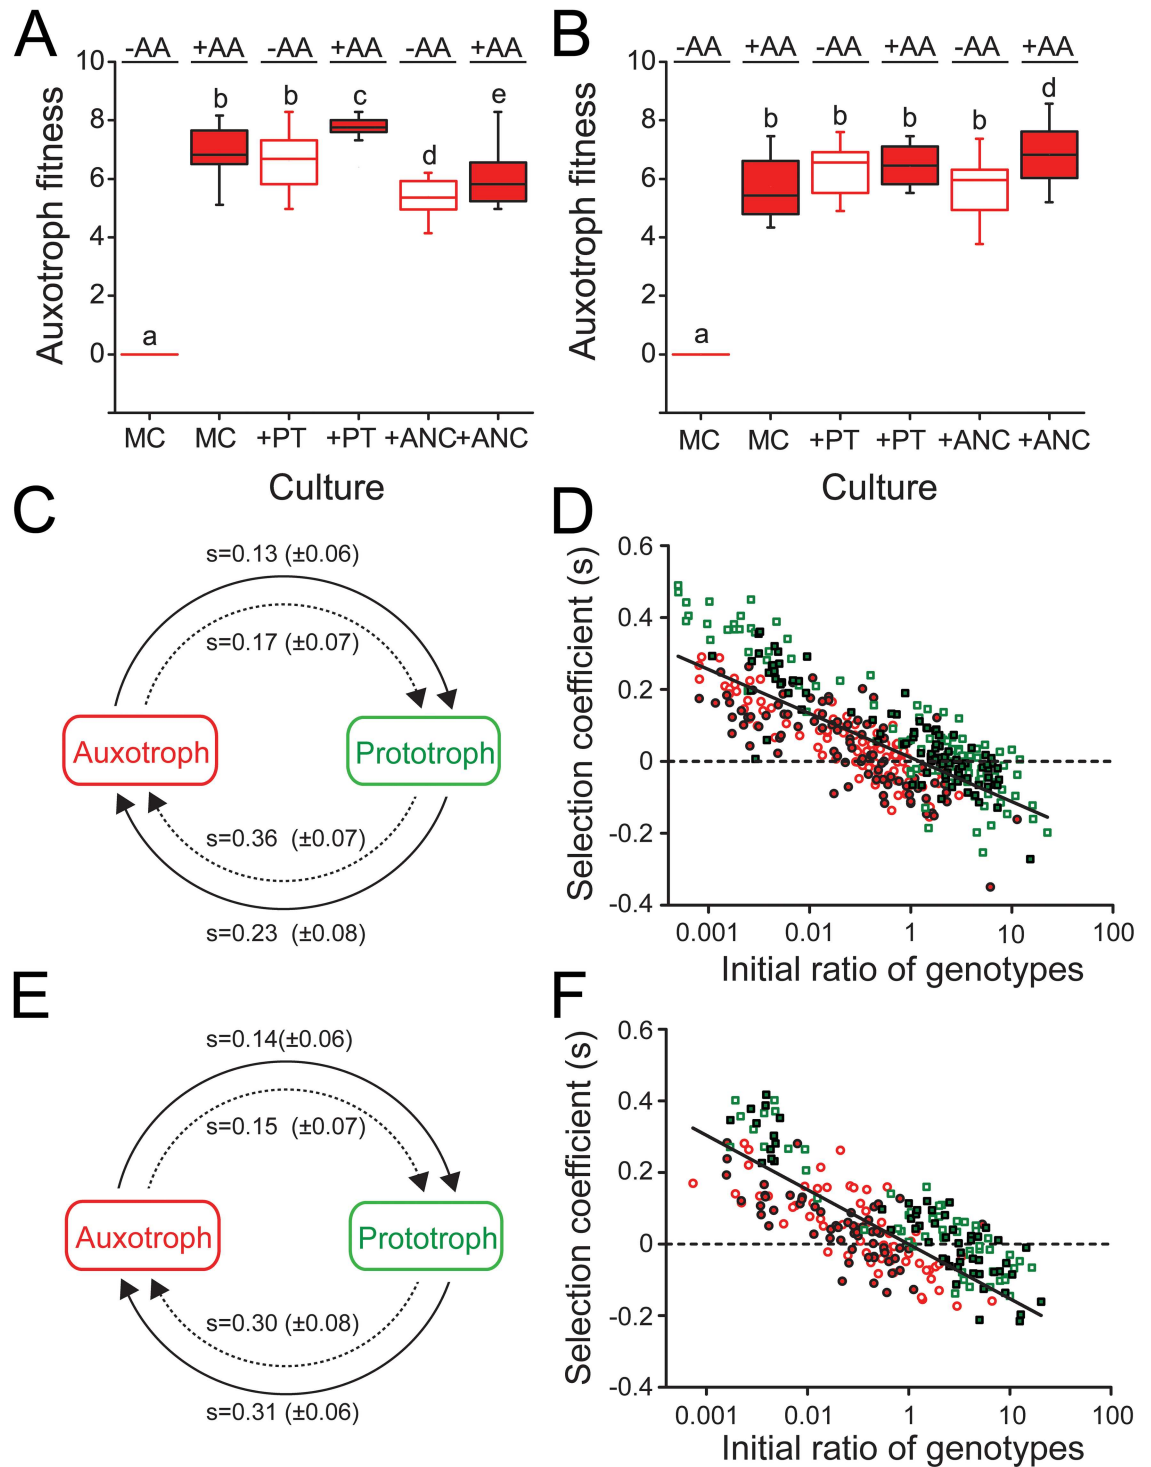 A
-AA +AA -AA +AA -AA +AA
Auxotroph fitness
10
8
6
4
2
0
a
b
b
c
d
e
MC MC +PT +PT +ANC +ANC
Culture
B
-AA +AA -AA +AA -AA +AA
Auxotroph fitness
10
8
6
4
2
0
a
b
b
b
b
d
MC MC +PT +PT +ANC +ANC
Culture
C
s=0.13 (±0.06)
s=0.17 (±0.07)
Auxotroph
Prototroph
s=0.36 (±0.07)
s=0.23 (±0.08)
D
Selection coefficient (s)
0.6
0.4
0.2
0
-0.2
-0.4
0.001 0.01 1 10 100
Initial ratio of genotypes
E
s=0.14(±0.06)
s=0.15 (±0.07)
Auxotroph
Prototroph
s=0.30 (±0.08)
s=0.31 (±0.06)
F
Selection coefficient (s)
0.6
0.4
0.2
0
-0.2
-0.4
0.001 0.01 1 10 100
Initial ratio of genotypes